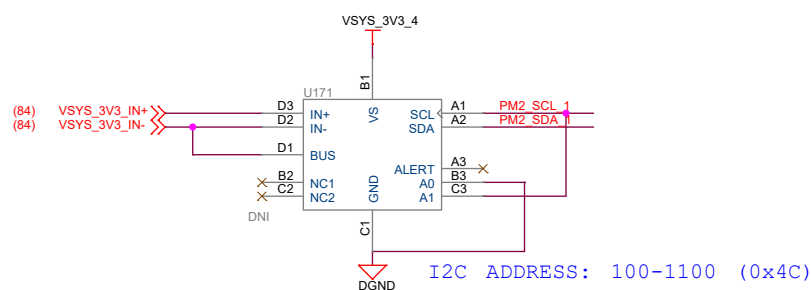 VSYS_3V3_4
B1
U171
(84) VSYS_3V3_IN+ D3 IN+ VS SCL A1 PM2_SCL_1
(84) VSYS_3V3_IN- D2 IN- SDA A2 PM2_SDA_1
D1 BUS
ALERT A3
B2 NC1 GND A0 B3
C2 NC2 A1 C3
DNI
C1
DGND
I2C ADDRESS: 100-1100 (0x4C)